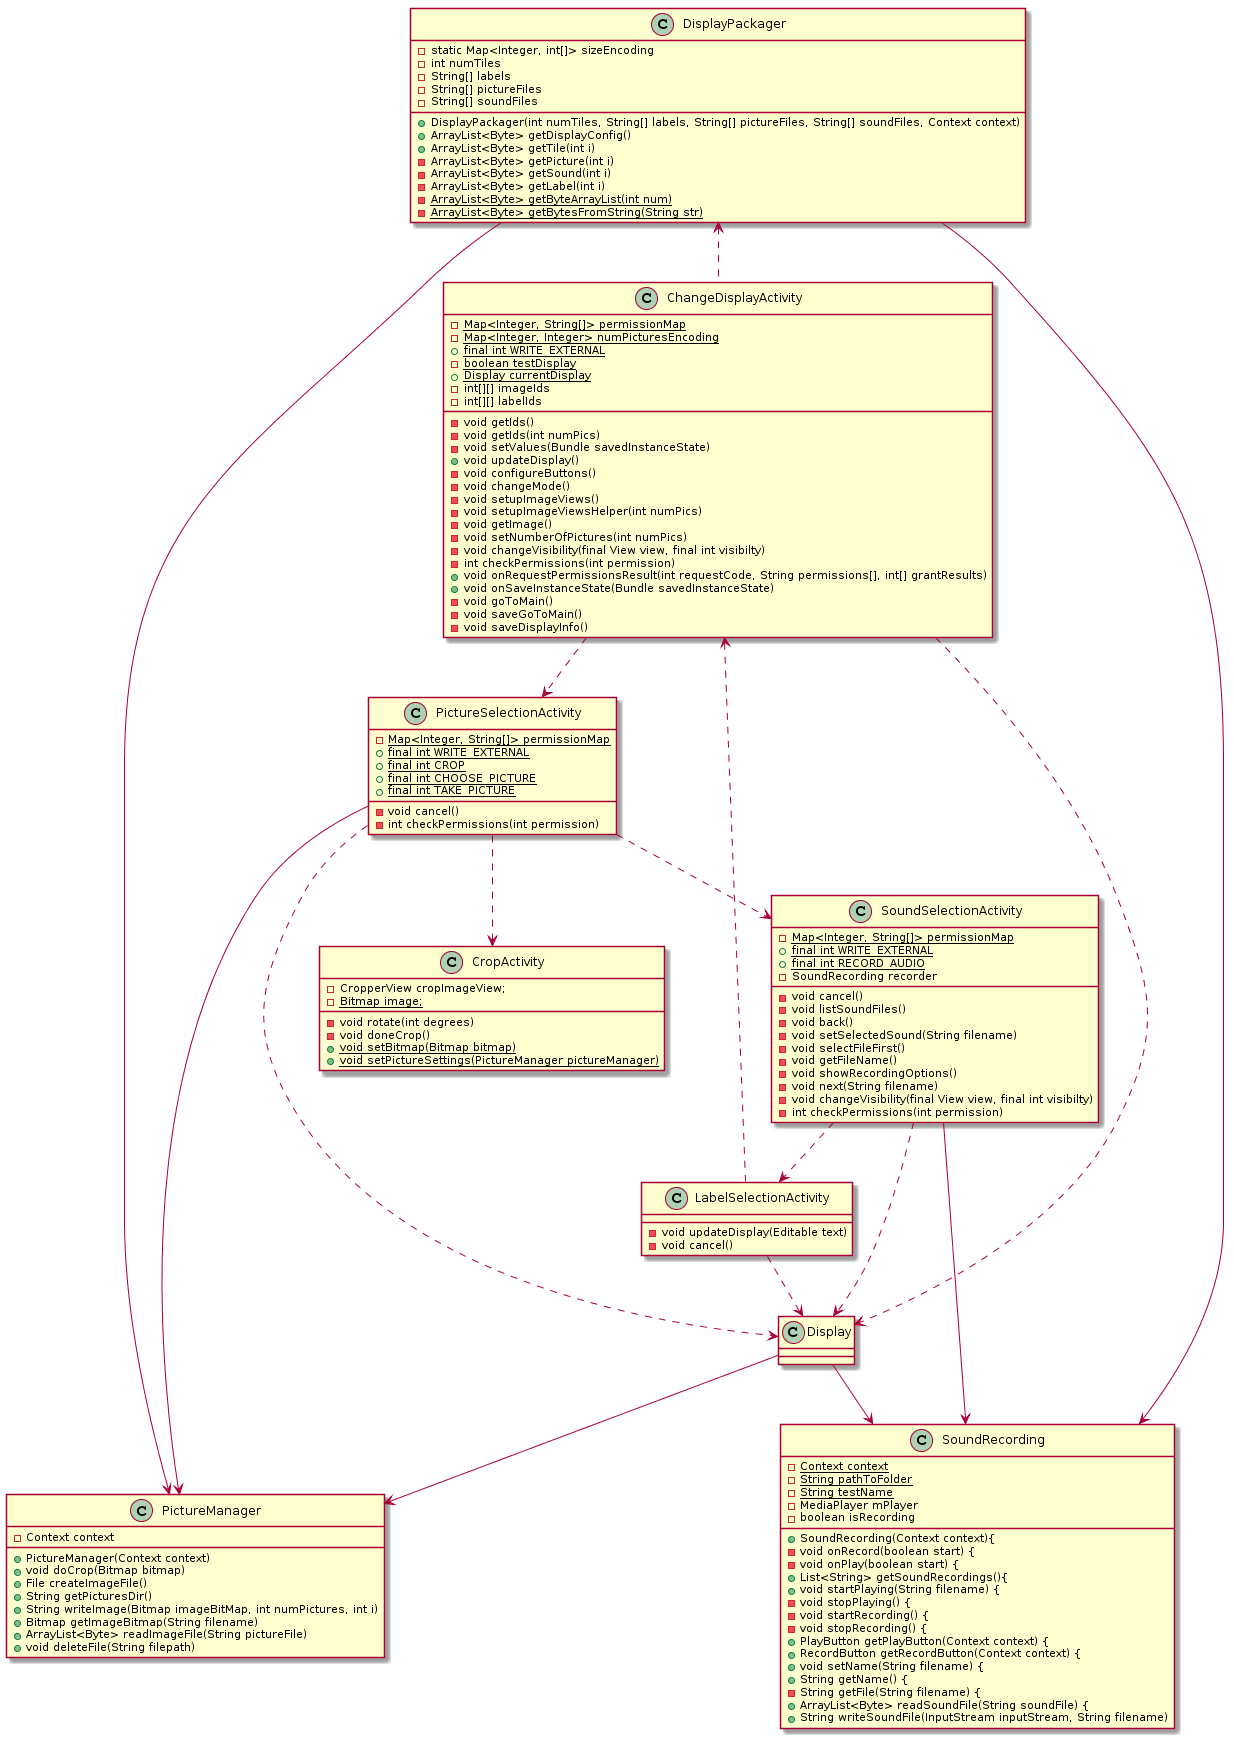 C DisplayPackager
static Map<Integer, int[]> sizeEncoding
int numTiles
String[] labels
String[] pictureFiles
String[] soundFiles
DisplayPackager(int numTiles, String[] labels, String[] pictureFiles, String[] soundFiles, Context context)
ArrayList<Byte> getDisplayConfig()
ArrayList<Byte> getTile(int i)
ArrayList<Byte> getPicture(int i)
ArrayList<Byte> getSound(int i)
ArrayList<Byte> getLabel(int i)
ArrayList<Byte> getByteArrayList(int num)
ArrayList<Byte> getBytesFromString(String str)
C ChangeDisplayActivity
Map<Integer, String[]> permissionMap
Map<Integer, Integer> numPicturesEncoding
final int WRITE_EXTERNAL
boolean testDisplay
Display currentDisplay
int[][] imageIds
int[][] labelIds
void getIds()
void getIds(int numPics)
void setValues(Bundle savedInstanceState)
void updateDisplay()
void configureButtons()
void changeMode()
void setupImageViews()
void setupImageViewsHelper(int numPics)
void getImage()
void setNumberOfPictures(int numPics)
void changeVisibility(final View view, final int visibilty)
int checkPermissions(int permission)
void onRequestPermissionsResult(int requestCode, String permissions[], int[] grantResults)
void onSaveInstanceState(Bundle savedInstanceState)
void goToMain()
void saveGoToMain()
void saveDisplayInfo()
C PictureSelectionActivity
Map<Integer, String[]> permissionMap
final int WRITE_EXTERNAL
final int CROP
final int CHOOSE_PICTURE
final int TAKE_PICTURE
void cancel()
int checkPermissions(int permission)
C SoundSelectionActivity
Map<Integer, String[]> permissionMap
final int WRITE_EXTERNAL
final int RECORD_AUDIO
SoundRecording recorder
void cancel()
void listSoundFiles()
void back()
void setSelectedSound(String filename)
void selectFileFirst()
void getFileName()
void showRecordingOptions()
void next(String filename)
void changeVisibility(final View view, final int visibilty)
int checkPermissions(int permission)
C CropActivity
CropperView cropImageView;
Bitmap image;
void rotate(int degrees)
void doneCrop()
void setBitmap(Bitmap bitmap)
void setPictureSettings(PictureManager pictureManager)
C LabelSelectionActivity
void updateDisplay(Editable text)
void cancel()
C Display
C SoundRecording
Context context
String pathToFolder
String testName
MediaPlayer mPlayer
boolean isRecording
SoundRecording(Context context){
void onRecord(boolean start) {
void onPlay(boolean start) {
List<String> getSoundRecordings(){
void startPlaying(String filename) {
void stopPlaying() {
void startRecording() {
void stopRecording() {
PlayButton getPlayButton(Context context) {
RecordButton getRecordButton(Context context) {
void setName(String filename) {
String getName() {
String getFile(String filename) {
ArrayList<Byte> readSoundFile(String soundFile) {
String writeSoundFile(InputStream inputStream, String filename)
C PictureManager
Context context
PictureManager(Context context)
void doCrop(Bitmap bitmap)
File createImageFile()
String getPicturesDir()
String writeImage(Bitmap imageBitMap, int numPictures, int i)
Bitmap getImageBitmap(String filename)
ArrayList<Byte> readImageFile(String pictureFile)
void deleteFile(String filepath)